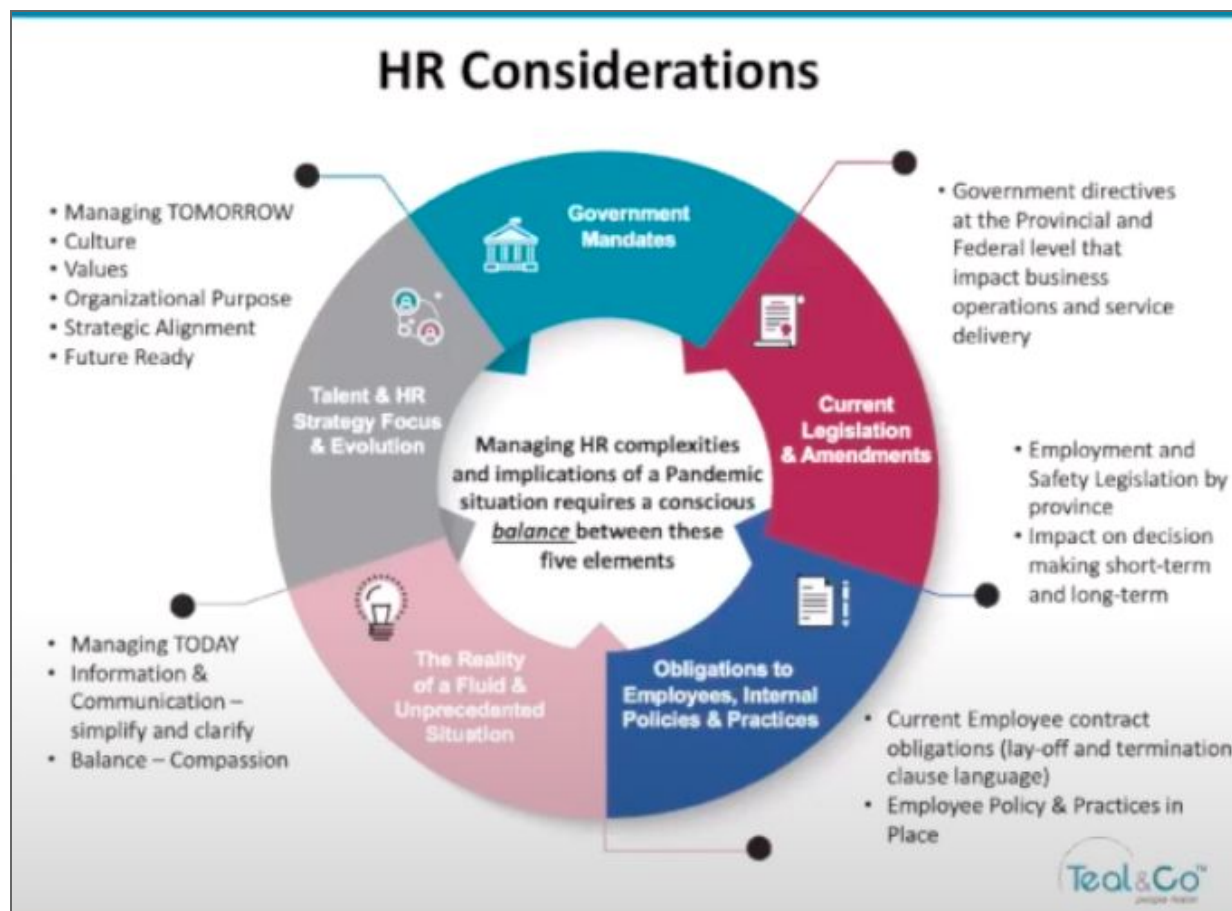 HR Considerations
• Managing TOMORROW
• Culture
• Values
• Organizational Purpose
• Strategic Alignment
• Future Ready
Government
Mandates
• Government directives
at the Provincial and
Federal level that
impact business
operations and service
delivery
Talent & HR
Strategy Focus
& Evolution
Current
Legislation
& Amendments
Managing HR complexities
and implications of a Pandemic
situation requires a conscious
balance between these
five elements
• Employment and
Safety Legislation by
province
• Impact on decision
making short-term
and long-term
• Managing TODAY
• Information &
Communication –
simplify and clarify
• Balance – Compassion
The Reality
of a Fluid &
Unprecedented
Situation
Obligations to
Employees, Internal
Policies & Practices
• Current Employee contract
obligations (lay-off and termination
clause language)
• Employee Policy & Practices in
Place
Teal&Co™
people matter